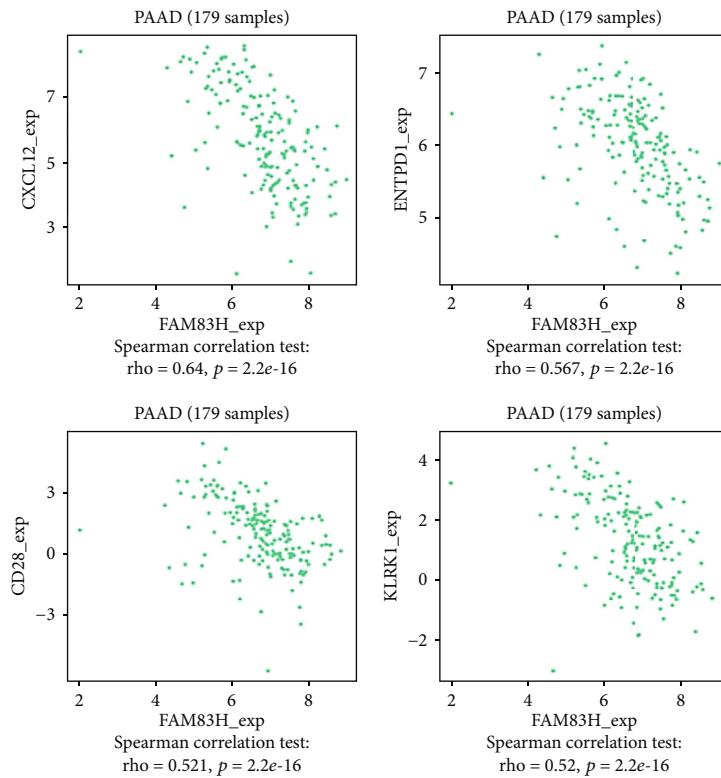 PAAD (179 samples)
CXCL12_exp
7
5
3
2 4 6 8
FAM83H_exp
Spearman correlation test:
rho = 0.64, p = 2.2e-16
PAAD (179 samples)
ENTPD1_exp
7
6
5
2 4 6 8
FAM83H_exp
Spearman correlation test:
rho = 0.567, p = 2.2e-16
PAAD (179 samples)
CD28_exp
3
0
−3
2 4 6 8
FAM83H_exp
Spearman correlation test:
rho = 0.521, p = 2.2e-16
PAAD (179 samples)
KLRK1_exp
4
2
0
−2
2 4 6 8
FAM83H_exp
Spearman correlation test:
rho = 0.52, p = 2.2e-16